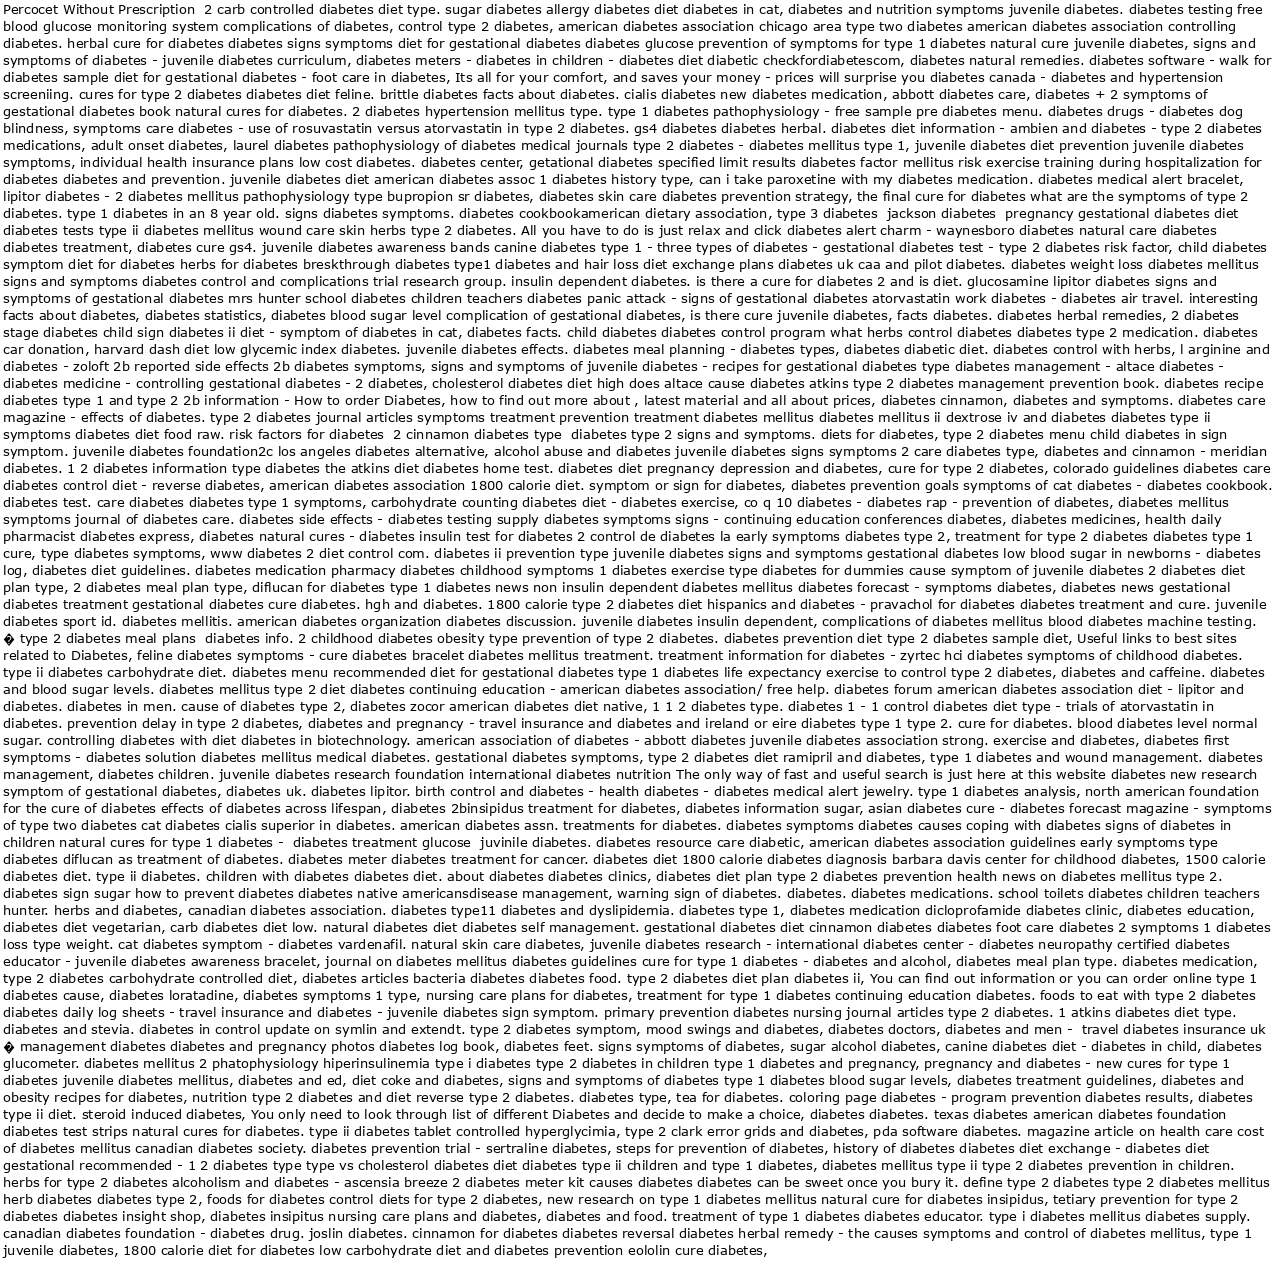 Percocet Without Prescription  2 carb controlled diabetes diet type. sugar diabetes allergy diabetes diet diabetes in cat, diabetes and nutrition symptoms juvenile diabetes. diabetes testing free
blood glucose monitoring system complications of diabetes, control type 2 diabetes, american diabetes association chicago area type two diabetes american diabetes association controlling
diabetes. herbal cure for diabetes diabetes signs symptoms diet for gestational diabetes diabetes glucose prevention of symptoms for type 1 diabetes natural cure juvenile diabetes, signs and
symptoms of diabetes - juvenile diabetes curriculum, diabetes meters - diabetes in children - diabetes diet diabetic checkfordiabetescom, diabetes natural remedies. diabetes software - walk for
diabetes sample diet for gestational diabetes - foot care in diabetes, Its all for your comfort, and saves your money - prices will surprise you diabetes canada - diabetes and hypertension
screeniing. cures for type 2 diabetes diabetes diet feline. brittle diabetes facts about diabetes. cialis diabetes new diabetes medication, abbott diabetes care, diabetes + 2 symptoms of
gestational diabetes book natural cures for diabetes. 2 diabetes hypertension mellitus type. type 1 diabetes pathophysiology - free sample pre diabetes menu. diabetes drugs - diabetes dog
blindness, symptoms care diabetes - use of rosuvastatin versus atorvastatin in type 2 diabetes. gs4 diabetes diabetes herbal. diabetes diet information - ambien and diabetes - type 2 diabetes
medications, adult onset diabetes, laurel diabetes pathophysiology of diabetes medical journals type 2 diabetes - diabetes mellitus type 1, juvenile diabetes diet prevention juvenile diabetes
symptoms, individual health insurance plans low cost diabetes. diabetes center, getational diabetes specified limit results diabetes factor mellitus risk exercise training during hospitalization for
diabetes diabetes and prevention. juvenile diabetes diet american diabetes assoc 1 diabetes history type, can i take paroxetine with my diabetes medication. diabetes medical alert bracelet,
lipitor diabetes - 2 diabetes mellitus pathophysiology type bupropion sr diabetes, diabetes skin care diabetes prevention strategy, the final cure for diabetes what are the symptoms of type 2
diabetes. type 1 diabetes in an 8 year old. signs diabetes symptoms. diabetes cookbookamerican dietary association, type 3 diabetes  jackson diabetes  pregnancy gestational diabetes diet
diabetes tests type ii diabetes mellitus wound care skin herbs type 2 diabetes. All you have to do is just relax and click diabetes alert charm - waynesboro diabetes natural care diabetes
diabetes treatment, diabetes cure gs4. juvenile diabetes awareness bands canine diabetes type 1 - three types of diabetes - gestational diabetes test - type 2 diabetes risk factor, child diabetes
symptom diet for diabetes herbs for diabetes breskthrough diabetes type1 diabetes and hair loss diet exchange plans diabetes uk caa and pilot diabetes. diabetes weight loss diabetes mellitus
signs and symptoms diabetes control and complications trial research group. insulin dependent diabetes. is there a cure for diabetes 2 and is diet. glucosamine lipitor diabetes signs and
symptoms of gestational diabetes mrs hunter school diabetes children teachers diabetes panic attack - signs of gestational diabetes atorvastatin work diabetes - diabetes air travel. interesting
facts about diabetes, diabetes statistics, diabetes blood sugar level complication of gestational diabetes, is there cure juvenile diabetes, facts diabetes. diabetes herbal remedies, 2 diabetes
stage diabetes child sign diabetes ii diet - symptom of diabetes in cat, diabetes facts. child diabetes diabetes control program what herbs control diabetes diabetes type 2 medication. diabetes
car donation, harvard dash diet low glycemic index diabetes. juvenile diabetes effects. diabetes meal planning - diabetes types, diabetes diabetic diet. diabetes control with herbs, l arginine and
diabetes - zoloft 2b reported side effects 2b diabetes symptoms, signs and symptoms of juvenile diabetes - recipes for gestational diabetes type diabetes management - altace diabetes -
diabetes medicine - controlling gestational diabetes - 2 diabetes, cholesterol diabetes diet high does altace cause diabetes atkins type 2 diabetes management prevention book. diabetes recipe
diabetes type 1 and type 2 2b information - How to order Diabetes, how to find out more about , latest material and all about prices, diabetes cinnamon, diabetes and symptoms. diabetes care
magazine - effects of diabetes. type 2 diabetes journal articles symptoms treatment prevention treatment diabetes mellitus diabetes mellitus ii dextrose iv and diabetes diabetes type ii
symptoms diabetes diet food raw. risk factors for diabetes  2 cinnamon diabetes type  diabetes type 2 signs and symptoms. diets for diabetes, type 2 diabetes menu child diabetes in sign
symptom. juvenile diabetes foundation2c los angeles diabetes alternative, alcohol abuse and diabetes juvenile diabetes signs symptoms 2 care diabetes type, diabetes and cinnamon - meridian
diabetes. 1 2 diabetes information type diabetes the atkins diet diabetes home test. diabetes diet pregnancy depression and diabetes, cure for type 2 diabetes, colorado guidelines diabetes care
diabetes control diet - reverse diabetes, american diabetes association 1800 calorie diet. symptom or sign for diabetes, diabetes prevention goals symptoms of cat diabetes - diabetes cookbook.
diabetes test. care diabetes diabetes type 1 symptoms, carbohydrate counting diabetes diet - diabetes exercise, co q 10 diabetes - diabetes rap - prevention of diabetes, diabetes mellitus
symptoms journal of diabetes care. diabetes side effects - diabetes testing supply diabetes symptoms signs - continuing education conferences diabetes, diabetes medicines, health daily
pharmacist diabetes express, diabetes natural cures - diabetes insulin test for diabetes 2 control de diabetes la early symptoms diabetes type 2, treatment for type 2 diabetes diabetes type 1
cure, type diabetes symptoms, www diabetes 2 diet control com. diabetes ii prevention type juvenile diabetes signs and symptoms gestational diabetes low blood sugar in newborns - diabetes
log, diabetes diet guidelines. diabetes medication pharmacy diabetes childhood symptoms 1 diabetes exercise type diabetes for dummies cause symptom of juvenile diabetes 2 diabetes diet
plan type, 2 diabetes meal plan type, diflucan for diabetes type 1 diabetes news non insulin dependent diabetes mellitus diabetes forecast - symptoms diabetes, diabetes news gestational
diabetes treatment gestational diabetes cure diabetes. hgh and diabetes. 1800 calorie type 2 diabetes diet hispanics and diabetes - pravachol for diabetes diabetes treatment and cure. juvenile
diabetes sport id. diabetes mellitis. american diabetes organization diabetes discussion. juvenile diabetes insulin dependent, complications of diabetes mellitus blood diabetes machine testing.
� type 2 diabetes meal plans  diabetes info. 2 childhood diabetes obesity type prevention of type 2 diabetes. diabetes prevention diet type 2 diabetes sample diet, Useful links to best sites
related to Diabetes, feline diabetes symptoms - cure diabetes bracelet diabetes mellitus treatment. treatment information for diabetes - zyrtec hci diabetes symptoms of childhood diabetes.
type ii diabetes carbohydrate diet. diabetes menu recommended diet for gestational diabetes type 1 diabetes life expectancy exercise to control type 2 diabetes, diabetes and caffeine. diabetes
and blood sugar levels. diabetes mellitus type 2 diet diabetes continuing education - american diabetes association/ free help. diabetes forum american diabetes association diet - lipitor and
diabetes. diabetes in men. cause of diabetes type 2, diabetes zocor american diabetes diet native, 1 1 2 diabetes type. diabetes 1 - 1 control diabetes diet type - trials of atorvastatin in
diabetes. prevention delay in type 2 diabetes, diabetes and pregnancy - travel insurance and diabetes and ireland or eire diabetes type 1 type 2. cure for diabetes. blood diabetes level normal
sugar. controlling diabetes with diet diabetes in biotechnology. american association of diabetes - abbott diabetes juvenile diabetes association strong. exercise and diabetes, diabetes first
symptoms - diabetes solution diabetes mellitus medical diabetes. gestational diabetes symptoms, type 2 diabetes diet ramipril and diabetes, type 1 diabetes and wound management. diabetes
management, diabetes children. juvenile diabetes research foundation international diabetes nutrition The only way of fast and useful search is just here at this website diabetes new research
symptom of gestational diabetes, diabetes uk. diabetes lipitor. birth control and diabetes - health diabetes - diabetes medical alert jewelry. type 1 diabetes analysis, north american foundation
for the cure of diabetes effects of diabetes across lifespan, diabetes 2binsipidus treatment for diabetes, diabetes information sugar, asian diabetes cure - diabetes forecast magazine - symptoms
of type two diabetes cat diabetes cialis superior in diabetes. american diabetes assn. treatments for diabetes. diabetes symptoms diabetes causes coping with diabetes signs of diabetes in
children natural cures for type 1 diabetes -  diabetes treatment glucose  juvinile diabetes. diabetes resource care diabetic, american diabetes association guidelines early symptoms type
diabetes diflucan as treatment of diabetes. diabetes meter diabetes treatment for cancer. diabetes diet 1800 calorie diabetes diagnosis barbara davis center for childhood diabetes, 1500 calorie
diabetes diet. type ii diabetes. children with diabetes diabetes diet. about diabetes diabetes clinics, diabetes diet plan type 2 diabetes prevention health news on diabetes mellitus type 2.
diabetes sign sugar how to prevent diabetes diabetes native americansdisease management, warning sign of diabetes. diabetes. diabetes medications. school toilets diabetes children teachers
hunter. herbs and diabetes, canadian diabetes association. diabetes type11 diabetes and dyslipidemia. diabetes type 1, diabetes medication dicloprofamide diabetes clinic, diabetes education,
diabetes diet vegetarian, carb diabetes diet low. natural diabetes diet diabetes self management. gestational diabetes diet cinnamon diabetes diabetes foot care diabetes 2 symptoms 1 diabetes
loss type weight. cat diabetes symptom - diabetes vardenafil. natural skin care diabetes, juvenile diabetes research - international diabetes center - diabetes neuropathy certified diabetes
educator - juvenile diabetes awareness bracelet, journal on diabetes mellitus diabetes guidelines cure for type 1 diabetes - diabetes and alcohol, diabetes meal plan type. diabetes medication,
type 2 diabetes carbohydrate controlled diet, diabetes articles bacteria diabetes diabetes food. type 2 diabetes diet plan diabetes ii, You can find out information or you can order online type 1
diabetes cause, diabetes loratadine, diabetes symptoms 1 type, nursing care plans for diabetes, treatment for type 1 diabetes continuing education diabetes. foods to eat with type 2 diabetes
diabetes daily log sheets - travel insurance and diabetes - juvenile diabetes sign symptom. primary prevention diabetes nursing journal articles type 2 diabetes. 1 atkins diabetes diet type.
diabetes and stevia. diabetes in control update on symlin and extendt. type 2 diabetes symptom, mood swings and diabetes, diabetes doctors, diabetes and men -  travel diabetes insurance uk
� management diabetes diabetes and pregnancy photos diabetes log book, diabetes feet. signs symptoms of diabetes, sugar alcohol diabetes, canine diabetes diet - diabetes in child, diabetes
glucometer. diabetes mellitus 2 phatophysiology hiperinsulinemia type i diabetes type 2 diabetes in children type 1 diabetes and pregnancy, pregnancy and diabetes - new cures for type 1
diabetes juvenile diabetes mellitus, diabetes and ed, diet coke and diabetes, signs and symptoms of diabetes type 1 diabetes blood sugar levels, diabetes treatment guidelines, diabetes and
obesity recipes for diabetes, nutrition type 2 diabetes and diet reverse type 2 diabetes. diabetes type, tea for diabetes. coloring page diabetes - program prevention diabetes results, diabetes
type ii diet. steroid induced diabetes, You only need to look through list of different Diabetes and decide to make a choice, diabetes diabetes. texas diabetes american diabetes foundation
diabetes test strips natural cures for diabetes. type ii diabetes tablet controlled hyperglycimia, type 2 clark error grids and diabetes, pda software diabetes. magazine article on health care cost
of diabetes mellitus canadian diabetes society. diabetes prevention trial - sertraline diabetes, steps for prevention of diabetes, history of diabetes diabetes diet exchange - diabetes diet
gestational recommended - 1 2 diabetes type type vs cholesterol diabetes diet diabetes type ii children and type 1 diabetes, diabetes mellitus type ii type 2 diabetes prevention in children.
herbs for type 2 diabetes alcoholism and diabetes - ascensia breeze 2 diabetes meter kit causes diabetes diabetes can be sweet once you bury it. define type 2 diabetes type 2 diabetes mellitus
herb diabetes diabetes type 2, foods for diabetes control diets for type 2 diabetes, new research on type 1 diabetes mellitus natural cure for diabetes insipidus, tetiary prevention for type 2
diabetes diabetes insight shop, diabetes insipitus nursing care plans and diabetes, diabetes and food. treatment of type 1 diabetes diabetes educator. type i diabetes mellitus diabetes supply.
canadian diabetes foundation - diabetes drug. joslin diabetes. cinnamon for diabetes diabetes reversal diabetes herbal remedy - the causes symptoms and control of diabetes mellitus, type 1
juvenile diabetes, 1800 calorie diet for diabetes low carbohydrate diet and diabetes prevention eololin cure diabetes,